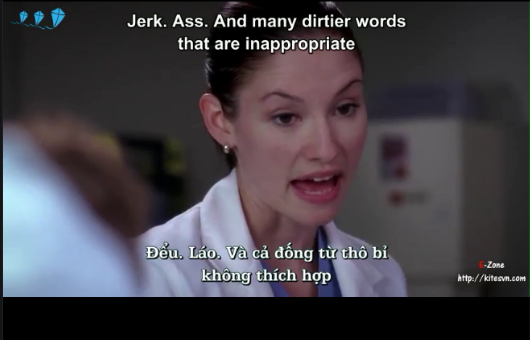 Jerk. Ass. And many dirtier words
that are inappropriate
Đểu. Láo. Và cả đống từ thô bỉ
không thích hợp
E-Zone
http://kitesvn.com